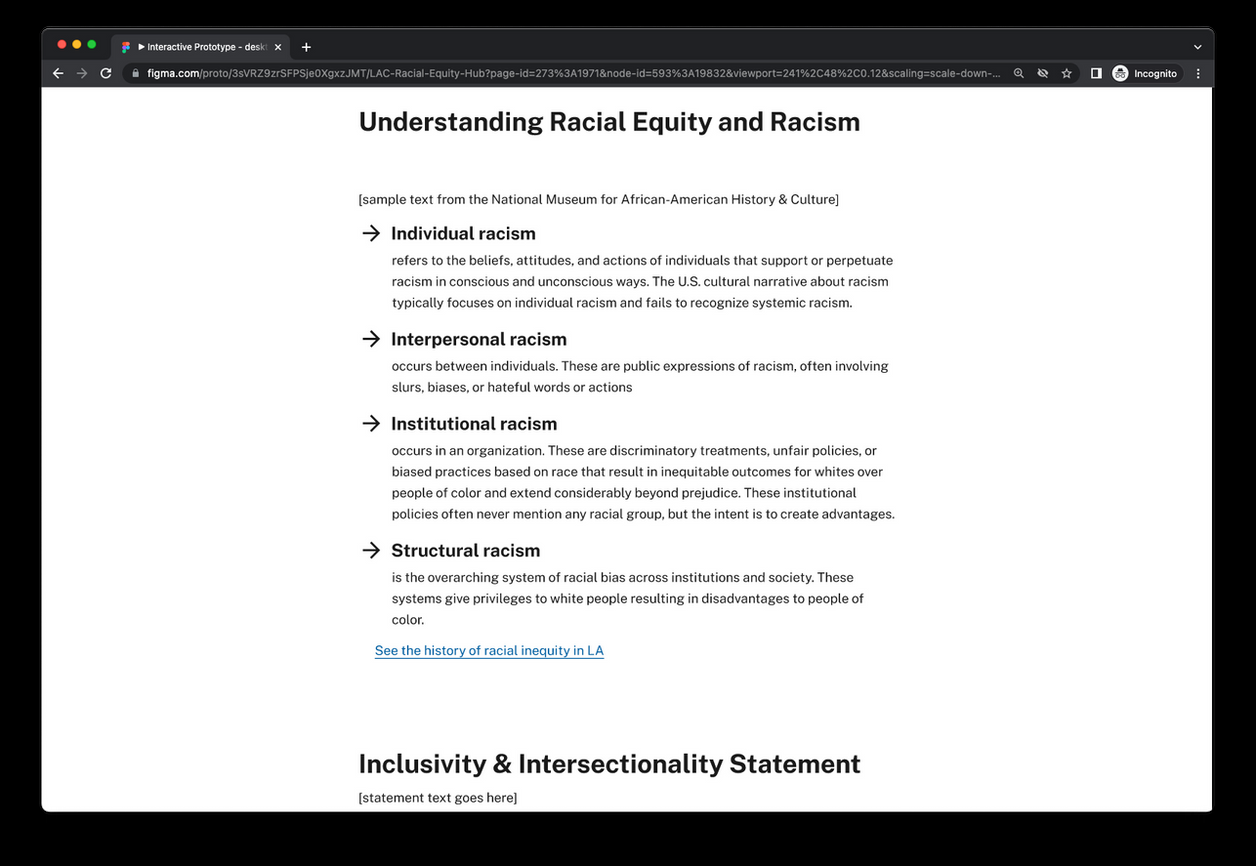 Interactive Prototype - desk
figma.com/proto/3sVRZ9zrSFPSje0XgxzJMT/LAC-Racial-Equity-Hub?page-id=273%3A1971&node-id=593%3A19832&viewport=241%2C48%2C0.12&scaling=scale-down-...
Incognito
Understanding Racial Equity and Racism
[sample text from the National Museum for African-American History & Culture]
→ Individual racism
refers to the beliefs, attitudes, and actions of individuals that support or perpetuate
racism in conscious and unconscious ways. The U.S. cultural narrative about racism
typically focuses on individual racism and fails to recognize systemic racism.
→ Interpersonal racism
occurs between individuals. These are public expressions of racism, often involving
slurs, biases, or hateful words or actions
→ Institutional racism
occurs in an organization. These are discriminatory treatments, unfair policies, or
biased practices based on race that result in inequitable outcomes for whites over
people of color and extend considerably beyond prejudice. These institutional
policies often never mention any racial group, but the intent is to create advantages.
→ Structural racism
is the overarching system of racial bias across institutions and society. These
systems give privileges to white people resulting in disadvantages to people of
color.
See the history of racial inequity in LA
Inclusivity & Intersectionality Statement
[statement text goes here]